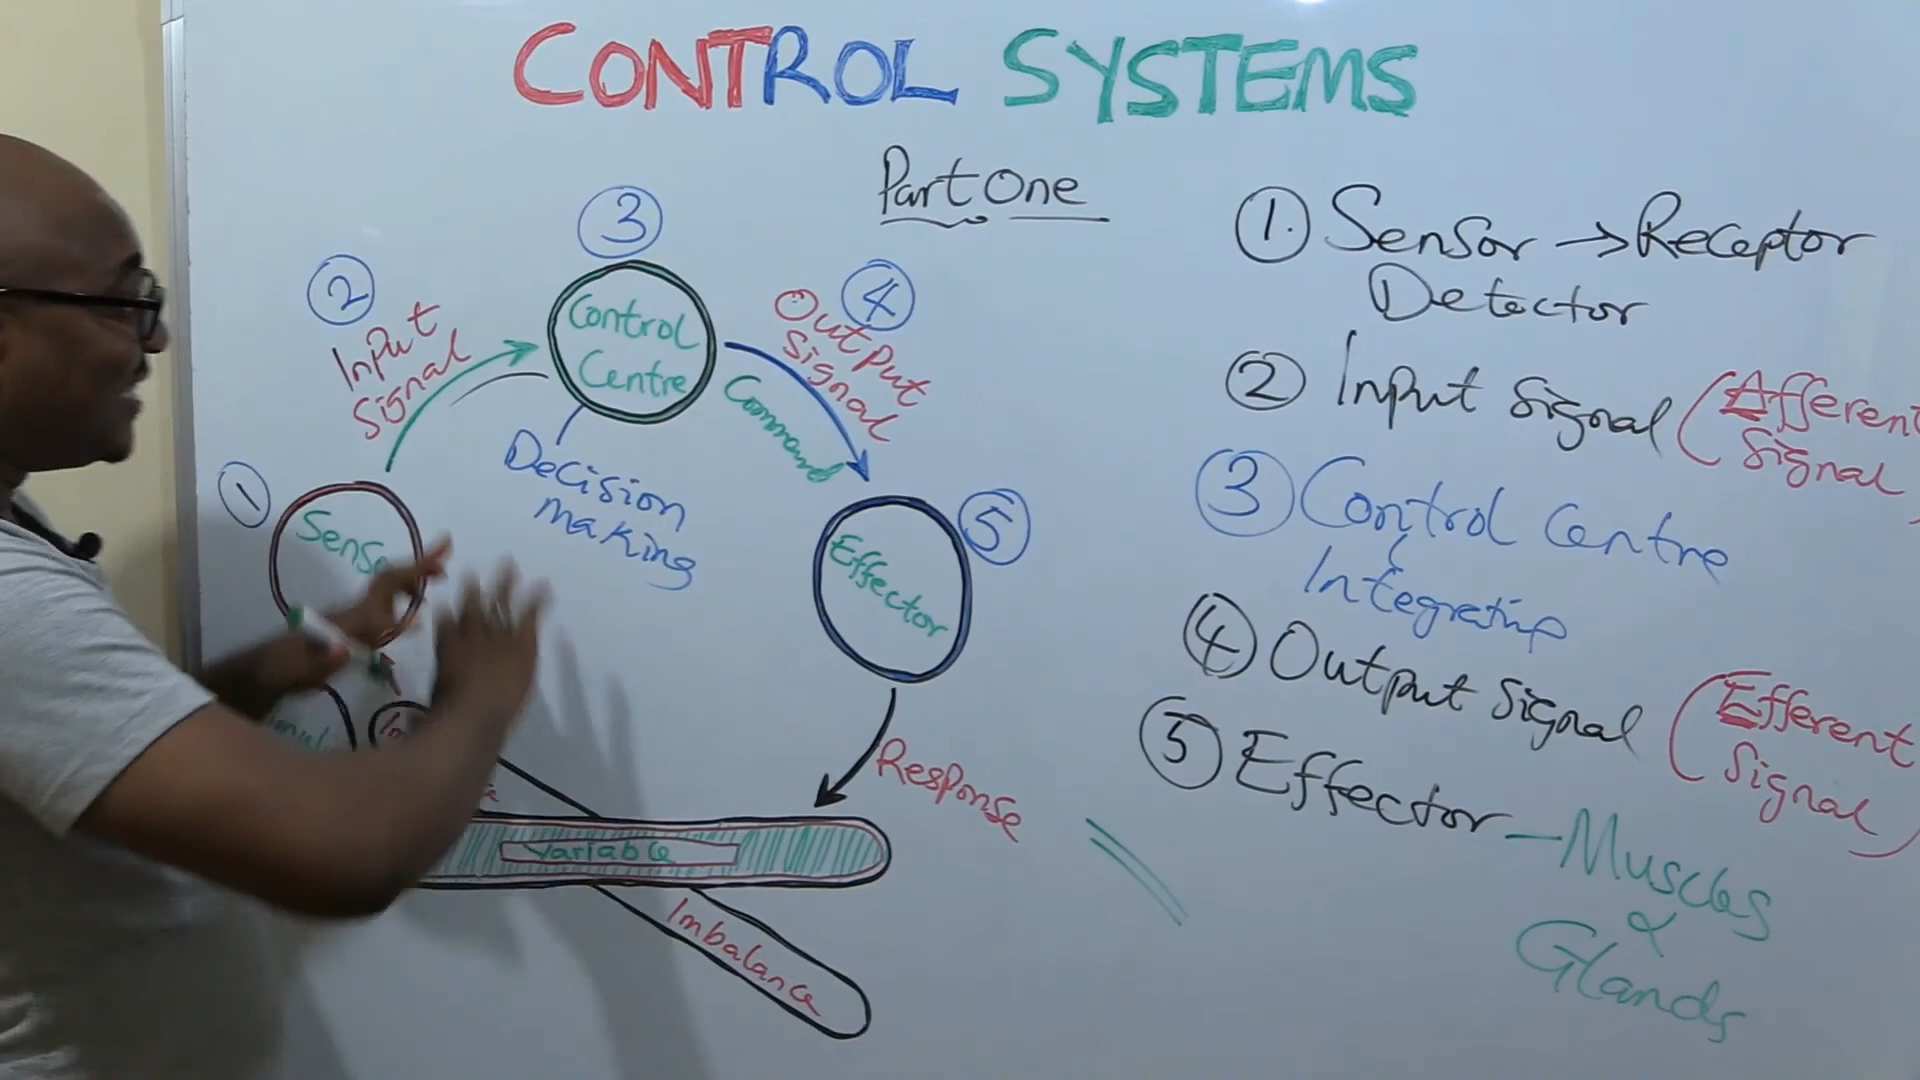 CONTROL SYSTEMS
Part One
3
Control
Centre
2
Input
Signal
4
Output
Signal
Command
Decision
making
1
5
Effector
Response
Variable
Imbalance
1. Sensor → Receptor
Detector
2 Input Signal (Afferent
Signal)
3 Control Centre
4 Output Signal (Efferent
Signal)
5 Effector — Muscles
&
Glands